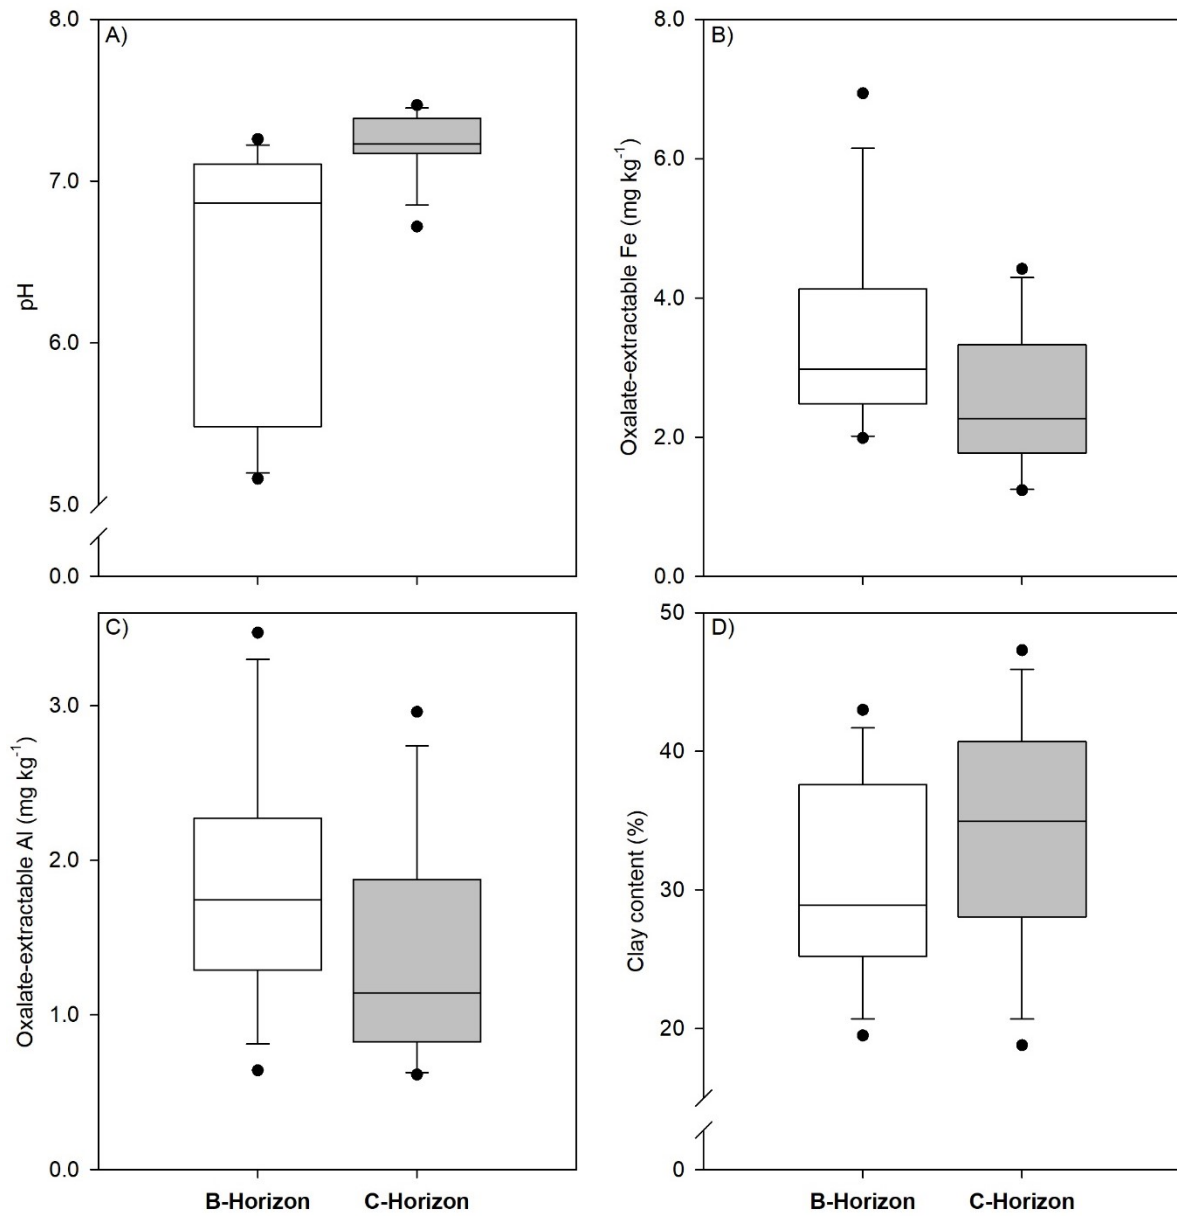 A)
8.0
7.0
6.0
5.0
0.0
pH
B)
8.0
6.0
4.0
2.0
0.0
Oxalate-extractable Fe (mg kg⁻¹)
C)
3.0
2.0
1.0
0.0
Oxalate-extractable Al (mg kg⁻¹)
B-Horizon C-Horizon
D)
50
40
30
20
0
Clay content (%)
B-Horizon C-Horizon